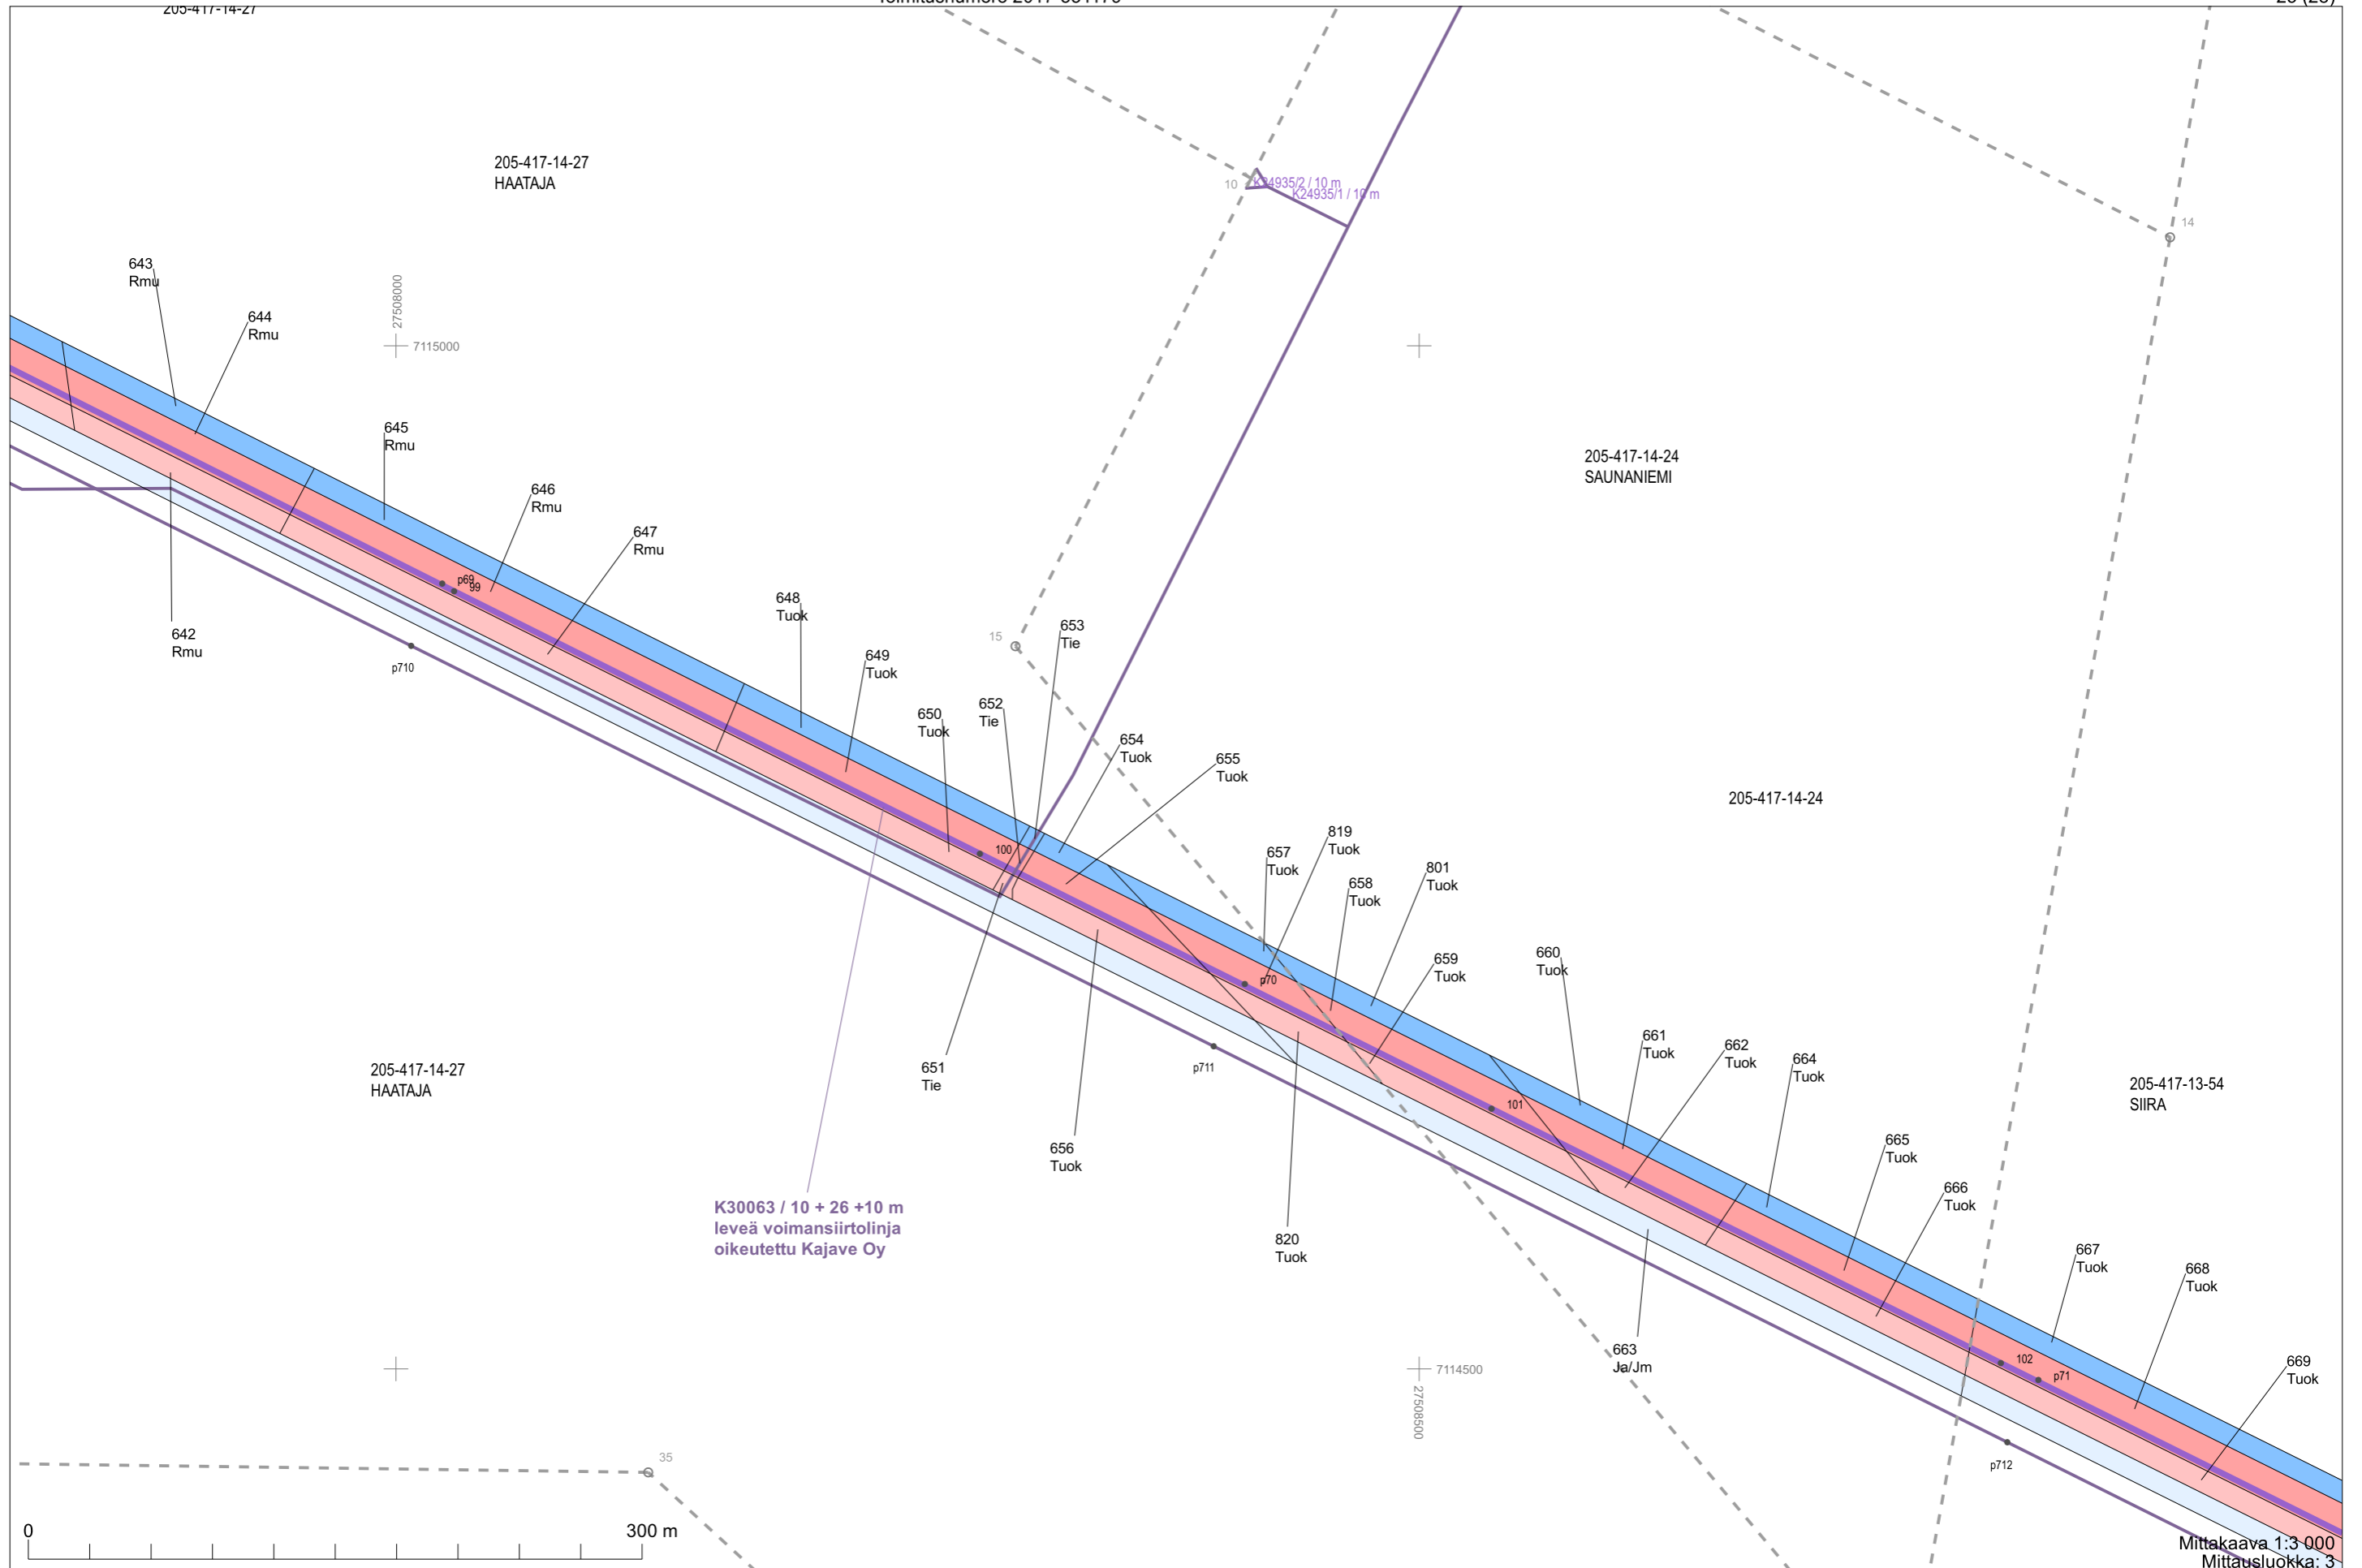 205-417-14-27
205-417-14-27
HAATAJA
K24935/2 / 10 m
K24935/1 / 10 m
10
14
643
Rmu
644
Rmu
27508000
7115000
645
Rmu
646
Rmu
647
Rmu
205-417-14-24
SAUNANIEMI
p69
99
648
Tuok
642
Rmu
p710
649
Tuok
15
653
Tie
650
Tuok
652
Tie
654
Tuok
655
Tuok
205-417-14-24
100
657
Tuok
819
Tuok
658
Tuok
801
Tuok
659
Tuok
660
Tuok
p70
205-417-14-27
HAATAJA
651
Tie
p711
101
661
Tuok
662
Tuok
664
Tuok
205-417-13-54
SIIRA
656
Tuok
665
Tuok
666
Tuok
K30063 / 10 + 26 +10 m
leveä voimansiirtolinja
oikeutettu Kajave Oy
820
Tuok
667
Tuok
668
Tuok
663
Ja/Jm
7114500
27508500
102
p71
669
Tuok
35
p712
0
300 m
Mittakaava 1:3 000
Mittausluokka: 3